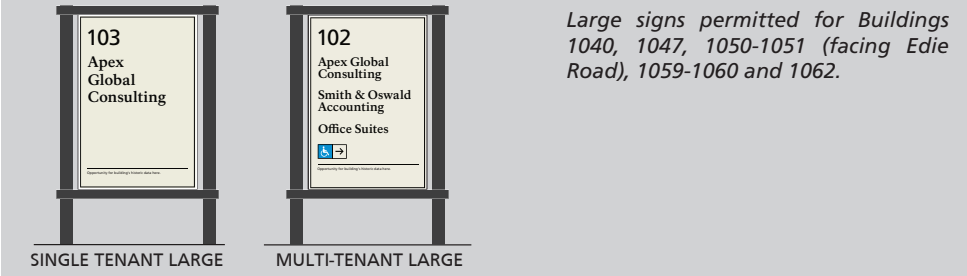 103
Apex
Global
Consulting
Opportunity for building's historic data here.
SINGLE TENANT LARGE
102
Apex Global
Consulting
Smith & Oswald
Accounting
Office Suites
Opportunity for building's historic data here.
MULTI-TENANT LARGE
Large signs permitted for Buildings
1040, 1047, 1050-1051 (facing Edie
Road), 1059-1060 and 1062.